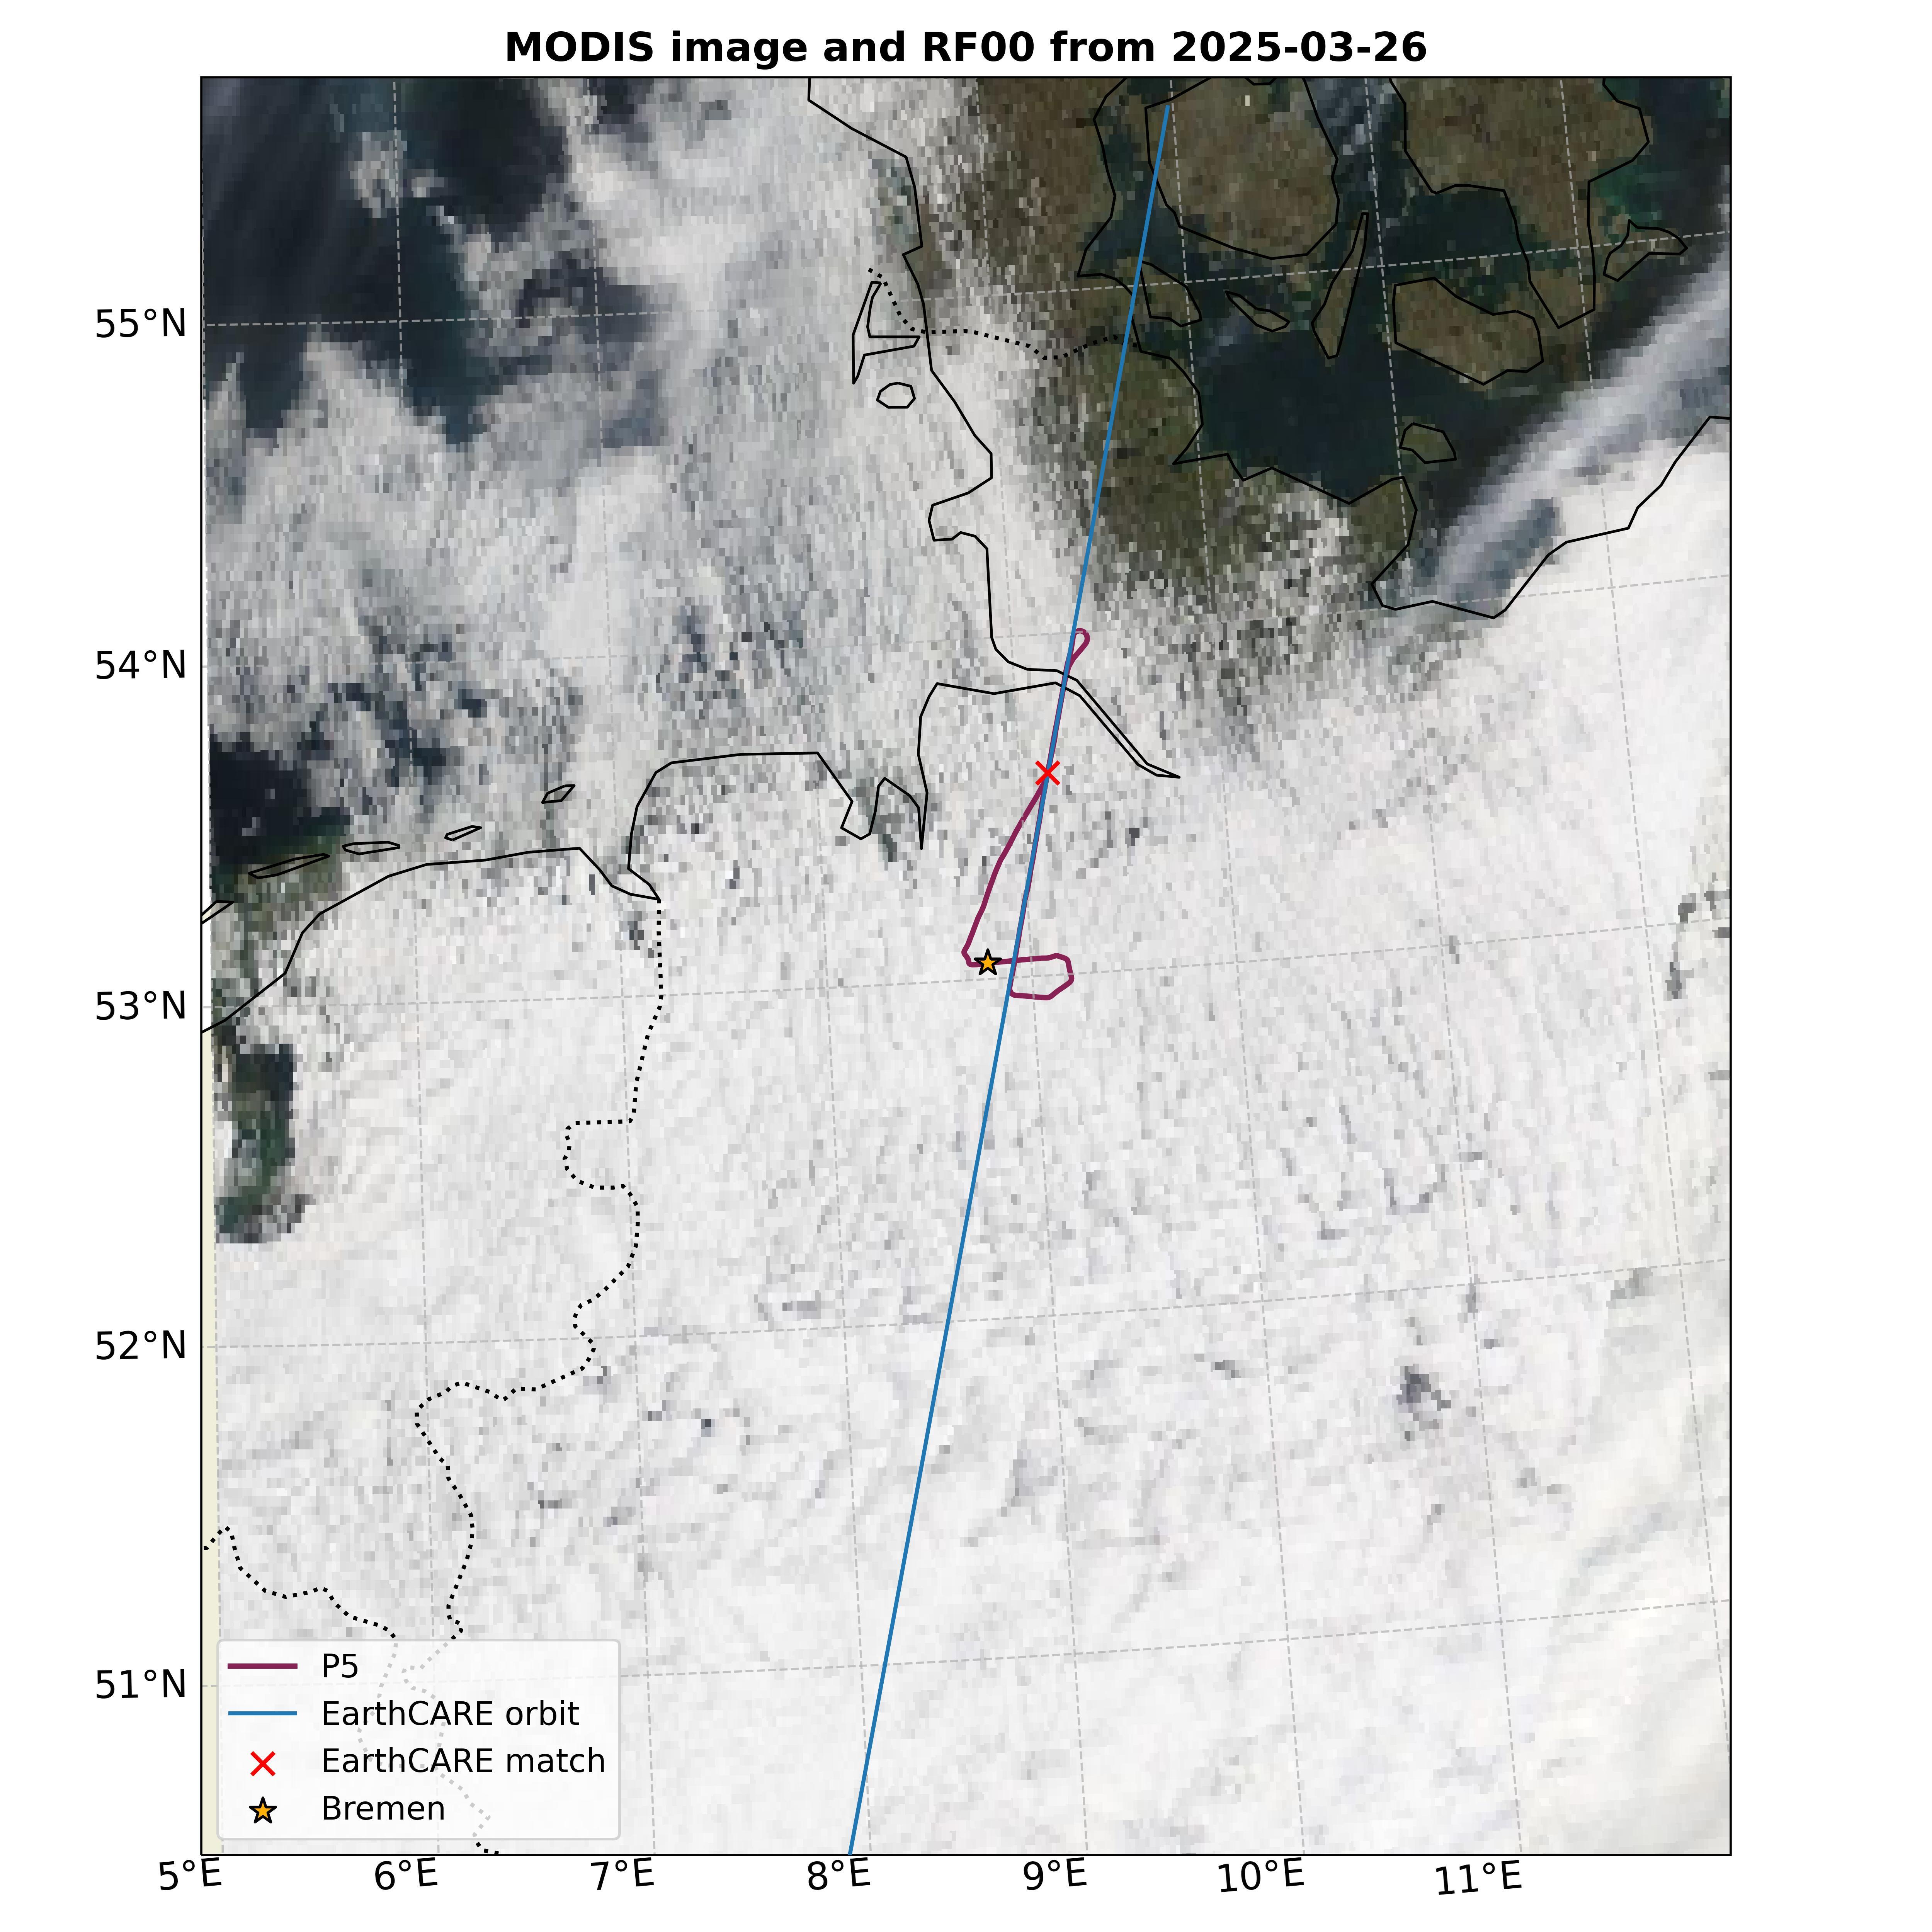 MODIS image and RF00 from 2025-03-26
55°N
54°N
53°N
52°N
51°N
P5
EarthCARE orbit
EarthCARE match
Bremen
5°E 6°E 7°E 8°E 9°E 10°E 11°E